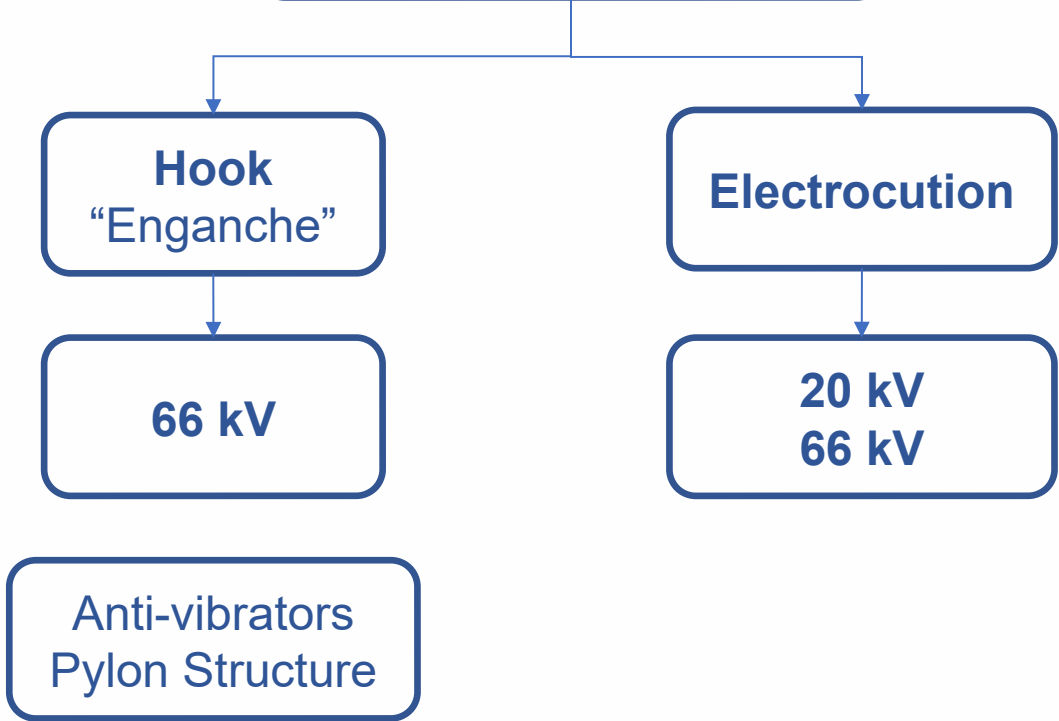 Hook
“Enganche”
Electrocution
66 kV
20 kV
66 kV
Anti-vibrators
Pylon Structure